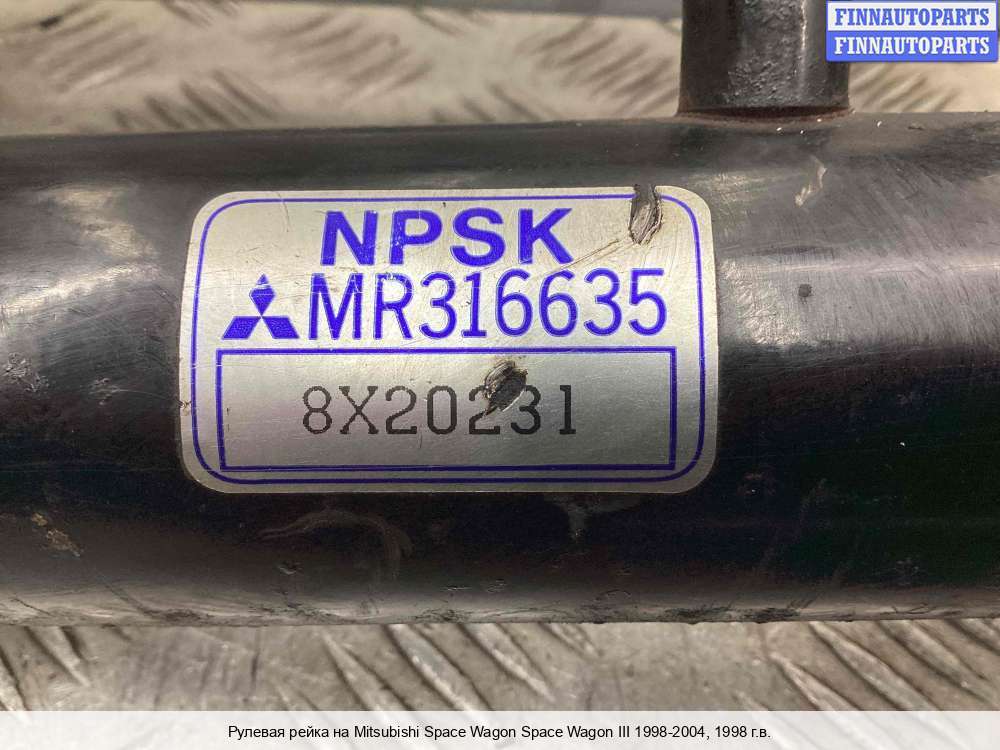 FINNAUTOPARTS
FINNAUTOPARTS
NPSK
MR316635
8X20231
Рулевая рейка на Mitsubishi Space Wagon Space Wagon III 1998-2004, 1998 г.в.